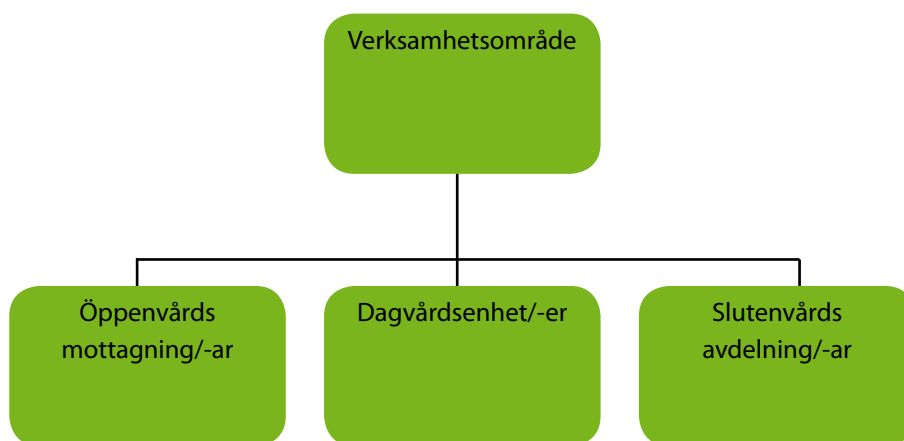 Verksamhetsområde
Öppenvårds
mottagning/-ar
Dagvårdsenhet/-er
Slutenvårds
avdelning/-ar